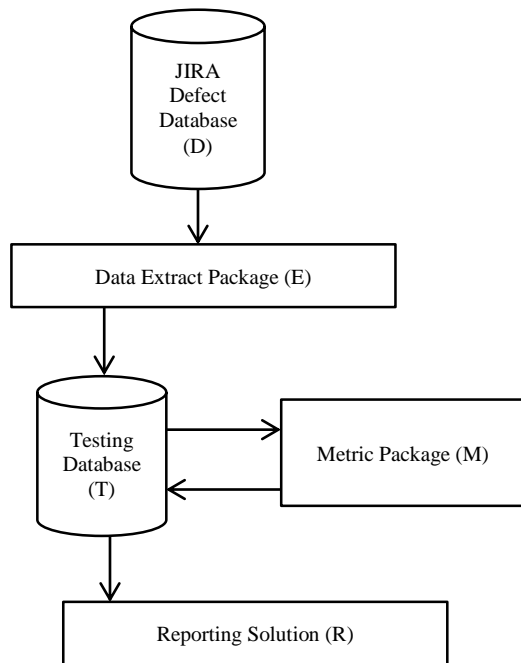 JIRA
Defect
Database
(D)
Data Extract Package (E)
Testing
Database
(T)
Metric Package (M)
Reporting Solution (R)